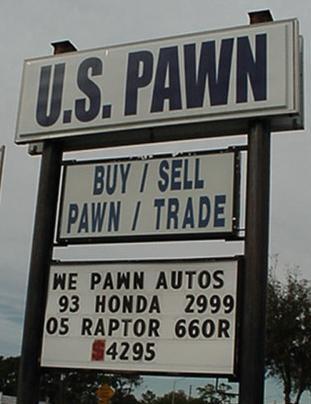 U.S. PAWN
BUY / SELL
PAWN / TRADE
WE PAWN AUTOS
93 HONDA 2999
05 RAPTOR 660R
$4295